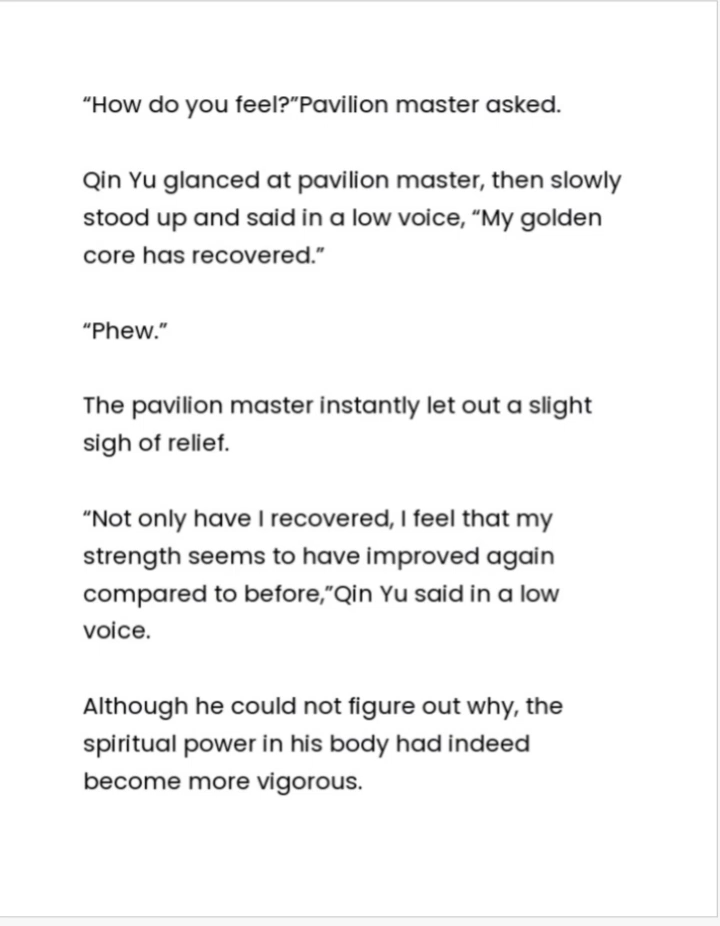 “How do you feel?”Pavilion master asked.
Qin Yu glanced at pavilion master, then slowly
stood up and said in a low voice, “My golden
core has recovered.”
“Phew.”
The pavilion master instantly let out a slight
sigh of relief.
“Not only have I recovered, I feel that my
strength seems to have improved again
compared to before,”Qin Yu said in a low
voice.
Although he could not figure out why, the
spiritual power in his body had indeed
become more vigorous.